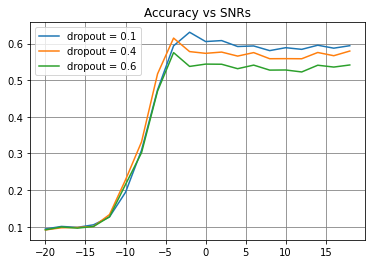 Accuracy vs SNRs
dropout = 0.1
dropout = 0.4
dropout = 0.6
0.6
0.5
0.4
0.3
0.2
0.1
−20 −15 −10 −5 0 5 10 15